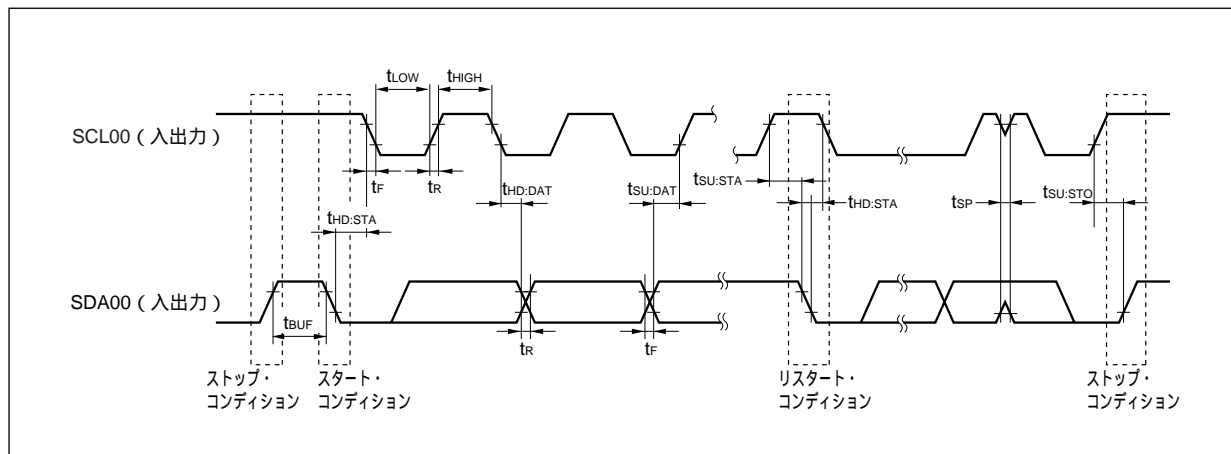 tLOW
tHIGH
SCL00（入出力）
tF
tR
tHD:DAT
tSU:DAT
tSU:STA
tHD:STA
tSP
tSU:STO
tHD:STA
SDA00（入出力）
tBUF
tR
tF
ストップ・
コンディション
スタート・
コンディション
リスタート・
コンディション
ストップ・
コンディション